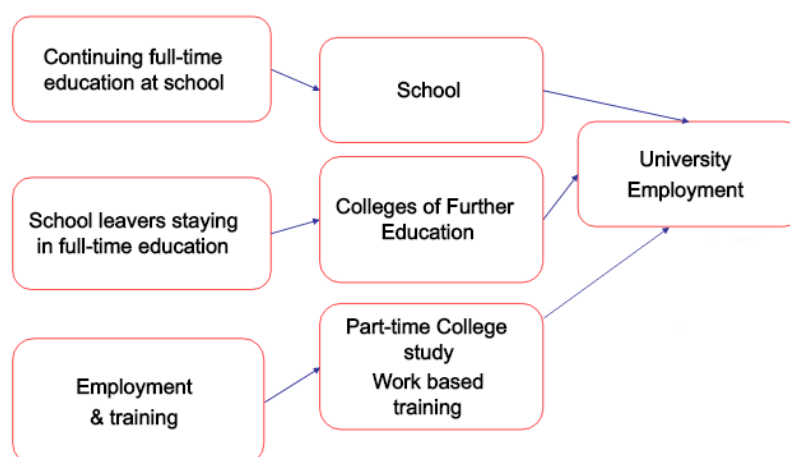 Continuing full-time
education at school
School
University
Employment
School leavers staying
in full-time education
Colleges of Further
Education
Employment
& training
Part-time College
study
Work based
training